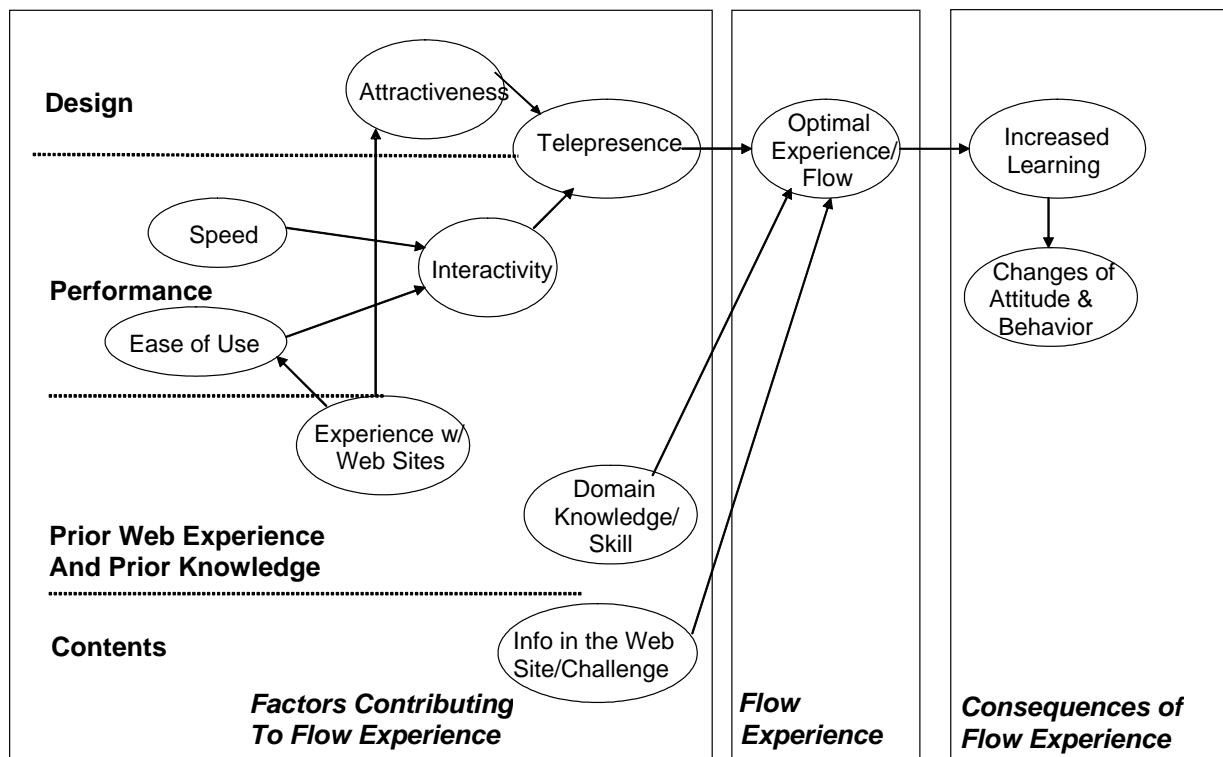 Attractiveness
Design
Telepresence
Optimal
Experience/
Flow
Increased
Learning
Speed
Interactivity
Performance
Ease of Use
Changes of
Attitude &
Behavior
Experience w/
Web Sites
Domain
Knowledge/
Skill
Prior Web Experience
And Prior Knowledge
Contents
Info in the Web
Site/Challenge
Factors Contributing
To Flow Experience
Flow
Experience
Consequences of
Flow Experience